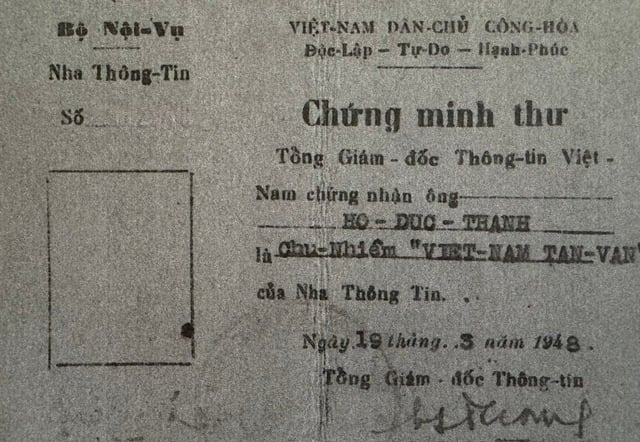 Bộ Nội-Vụ
Nha Thông-Tin
Số
VIỆT-NAM DÂN-CHỦ CỘNG-HÒA
Độc-Lập — Tự-Do — Hạnh-Phúc
Chứng minh thư
Tổng Giám-đốc Thông-tin Việt-
Nam chứng nhận ông
HO-DUC-THANH
là Chu-Nhiêm "VIET-NAM TAN-VAN"
của Nha Thông Tin. . .
Ngày 19 tháng .3 năm 1948.
Tổng Giám-đốc Thông-tin